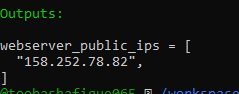 Outputs:
webserver_public_ips = [
"158.252.78.82",
]